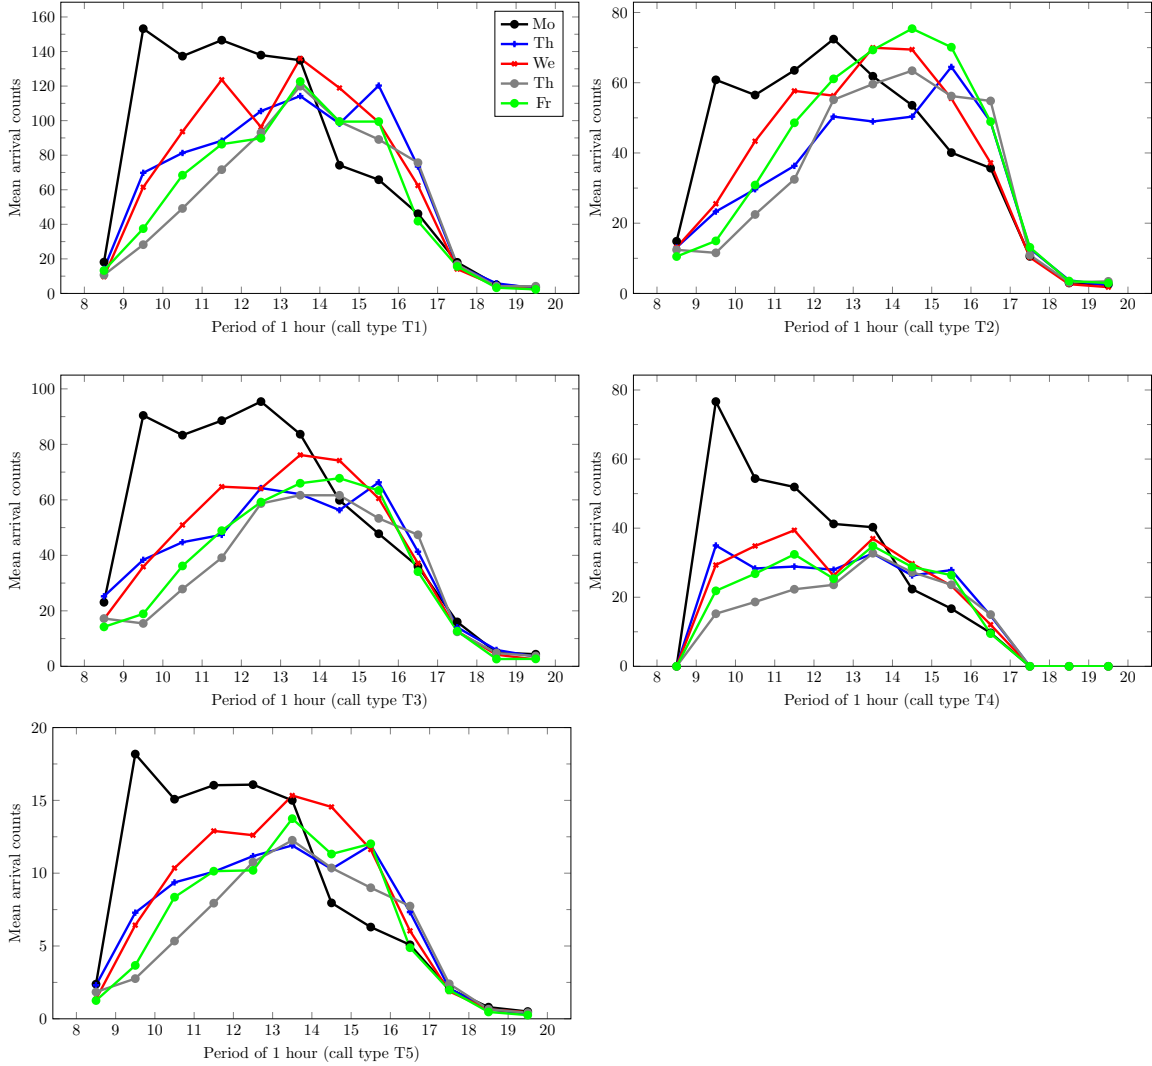 160
140
120
100
80
60
40
20
0
Mean arrival counts
Mo
Th
We
Th
Fr
8 9 10 11 12 13 14 15 16 17 18 19 20
Period of 1 hour (call type T1)
80
60
40
20
0
Mean arrival counts
8 9 10 11 12 13 14 15 16 17 18 19 20
Period of 1 hour (call type T2)
100
80
60
40
20
0
Mean arrival counts
8 9 10 11 12 13 14 15 16 17 18 19 20
Period of 1 hour (call type T3)
80
60
40
20
0
Mean arrival counts
8 9 10 11 12 13 14 15 16 17 18 19 20
Period of 1 hour (call type T4)
20
15
10
5
0
Mean arrival counts
8 9 10 11 12 13 14 15 16 17 18 19 20
Period of 1 hour (call type T5)